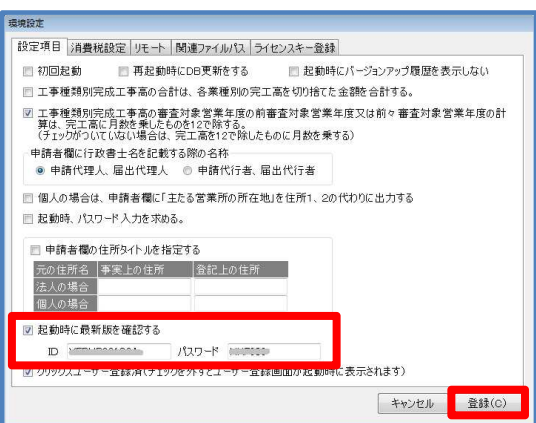 環境設定
設定項目 消費税設定 リモート 関連ファイルパス ライセンスキー登録
初回起動 再起動時にDB更新をする 起動時にバージョンアップ履歴を表示しない
工事種類別完成工事高の合計は、各業種別の完工高を切り捨てた金額を合計する。
工事種類別完成工事高の審査対象営業年度の前審査対象営業年度又は前々審査対象営業年度の計
算は、完工高に月数を乗したものを12で除する。
(チェックがついていない場合は、完工高を12で除したものに月数を乗する)
申請者欄に行政書士名を記載する際の名称
申請代理人、届出代理人 申請代行者、届出代行者
個人の場合は、申請者欄に「主たる営業所の所在地」を住所1、2の代わりに出力する
起動時、パスワード入力を求める。
申請者欄の住所タイトルを指定する
元の住所名 事実上の住所 登記上の住所
法人の場合
個人の場合
起動時に最新版を確認する
ID パスワード
クリックスユーザー登録済(チェックを外すとユーザー登録画面が起動時に表示されます)
キャンセル 登録(C)